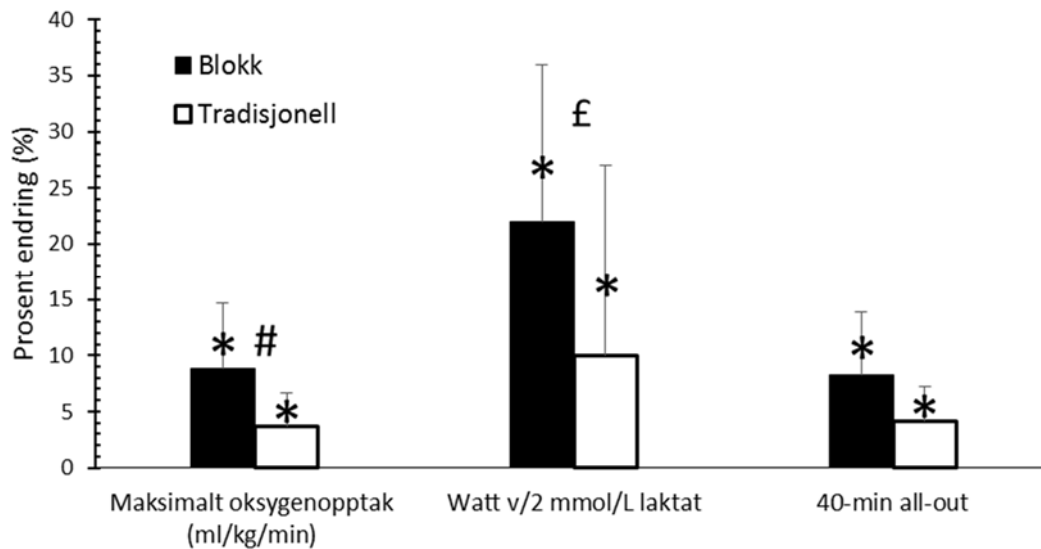 40
35
30
25
20
15
10
5
0
Prosent endring (%)
Blokk
Tradisjonell
* # *
* £ *
* *
Maksimalt oksygenopptak
(ml/kg/min)
Watt v/2 mmol/L laktat
40-min all-out